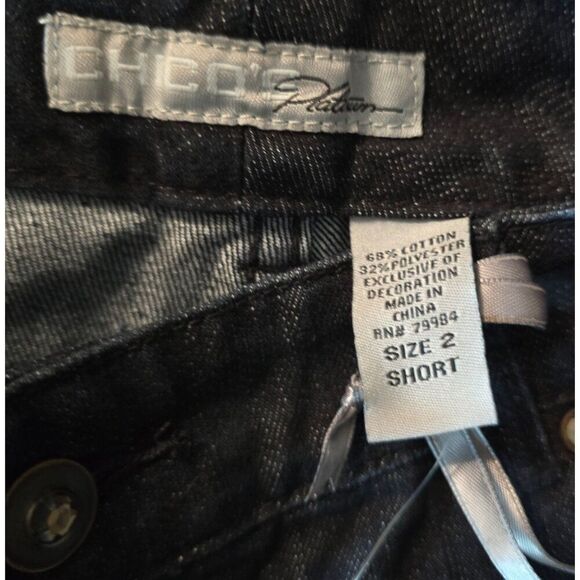 CHICO'S Platinum
68% COTTON
32% POLYESTER
EXCLUSIVE OF
DECORATION
MADE IN
CHINA
RN# 79984
SIZE 2
SHORT